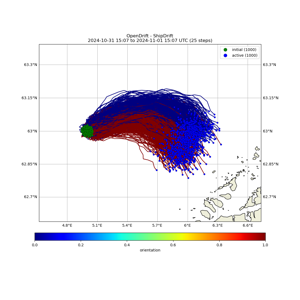 OpenDrift - ShipDrift
2024-10-31 15:07 to 2024-11-01 15:07 UTC (25 steps)
initial (1000)
active (1000)
63.3°N
63.3°N
63.15°N
63.15°N
63°N
63°N
62.85°N
62.85°N
62.7°N
62.7°N
4.8°E
5.1°E
5.4°E
5.7°E
6°E
6.3°E
6.6°E
0.0
0.2
0.4
0.6
0.8
1.0
orientation